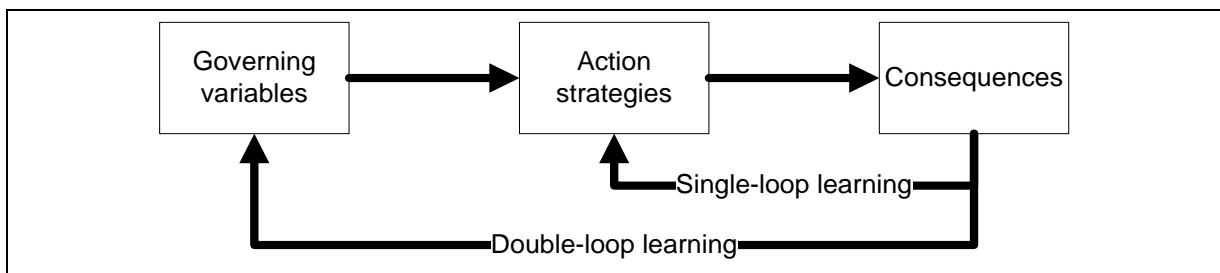 Governing
variables
Action
strategies
Consequences
Single-loop learning
Double-loop learning